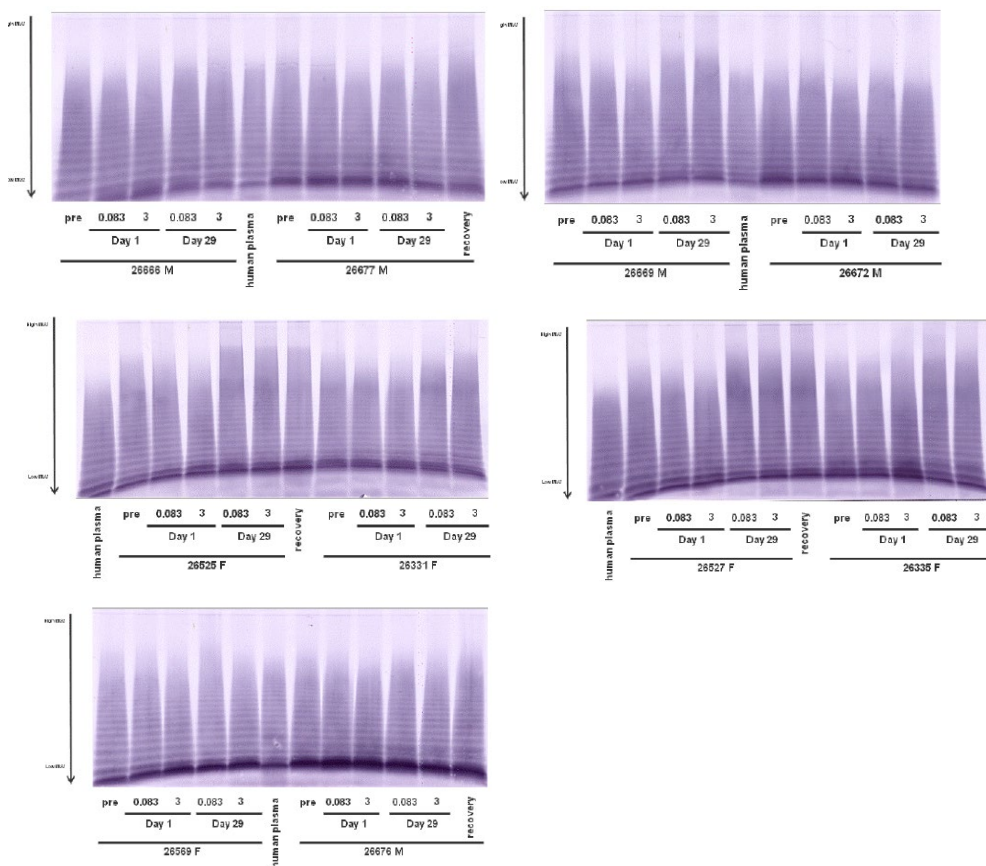 pre 0.083 3 0.083 3 human plasma 0.083 3 0.083 3 recovery
Day 1 Day 29 Day 1 Day 29
26666 M 26677 M
pre 0.083 3 0.083 3 human plasma pre 0.083 3 0.083 3
Day 1 Day 29 Day 1 Day 29
26669 M 26672 M
High
Low
human plasma pre 0.083 3 0.083 3 recovery pre 0.083 3 0.083 3
Day 1 Day 29 Day 1 Day 29
26525 F 26331 F
High
Low
human plasma pre 0.083 3 0.083 3 recovery pre 0.083 3 0.083 3
Day 1 Day 29 Day 1 Day 29
26527 F 26335 F
High
Low
pre 0.083 3 0.083 3 human plasma pre 0.083 3 0.083 3 recovery
Day 1 Day 29 Day 1 Day 29
26569 F 26676 M